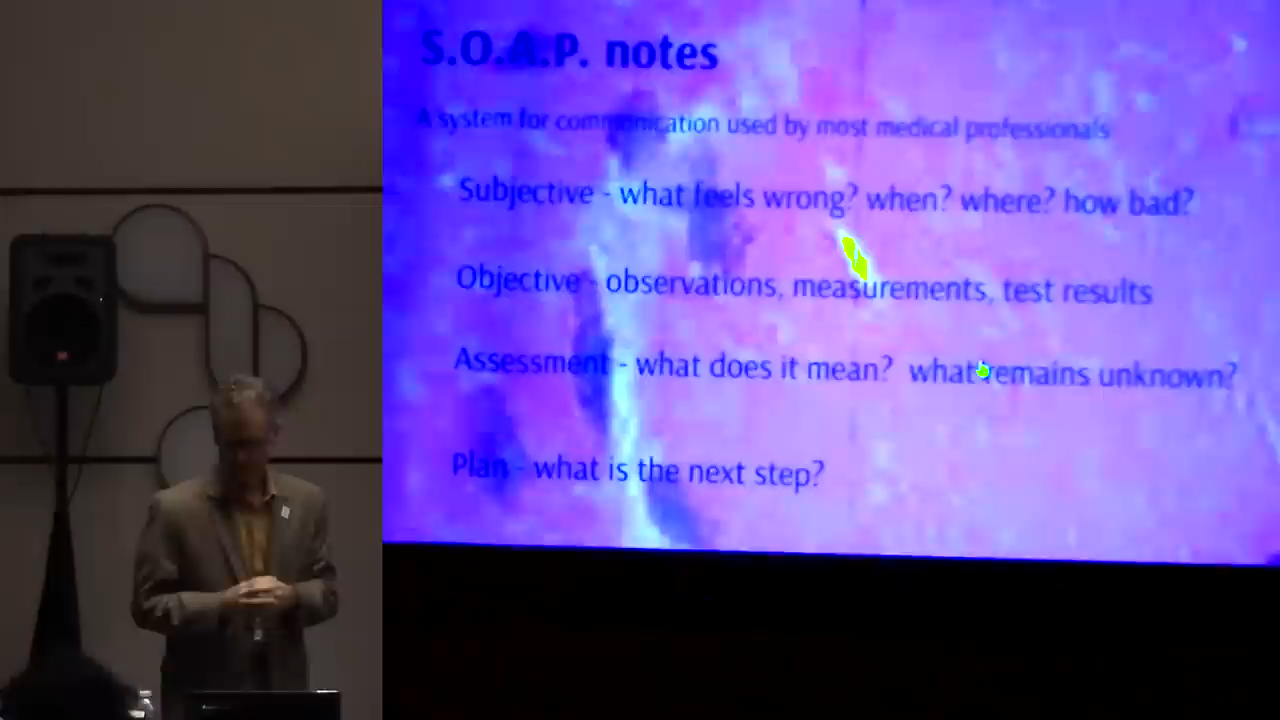 S.O.A.P. notes
A system for communication used by most medical professionals
Subjective - what feels wrong? when? where? how bad?
Objective - observations, measurements, test results
Assessment - what does it mean? what remains unknown?
Plan - what is the next step?